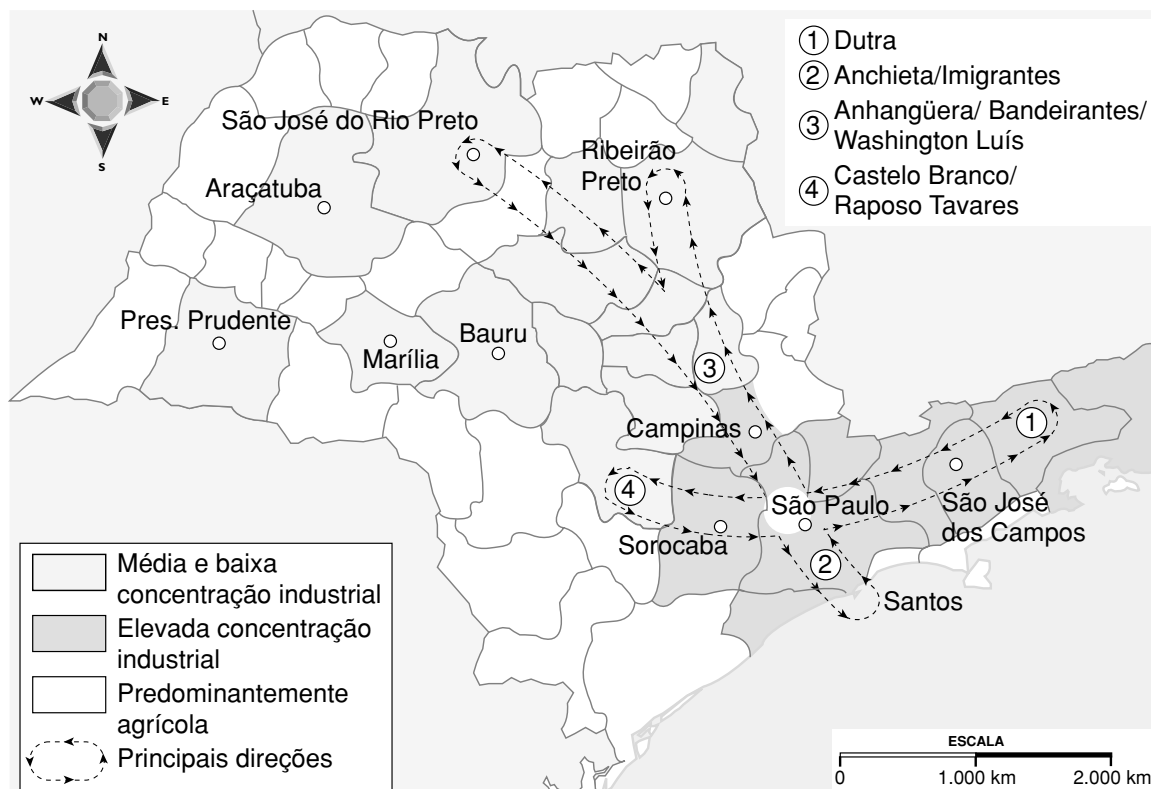 N
W
E
S
1 Dutra
2 Anchieta/Imigrantes
3 Anhangüera/ Bandeirantes/
Washington Luís
4 Castelo Branco/
Raposo Tavares
São José do Rio Preto
Ribeirão
Preto
Araçatuba
Pres. Prudente
Marília
Bauru
3
Campinas
1
4
São Paulo
São José
dos Campos
Sorocaba
2
Santos
Média e baixa
concentração industrial
Elevada concentração
industrial
Predominantemente
agrícola
Principais direções
ESCALA
0
1.000 km
2.000 km